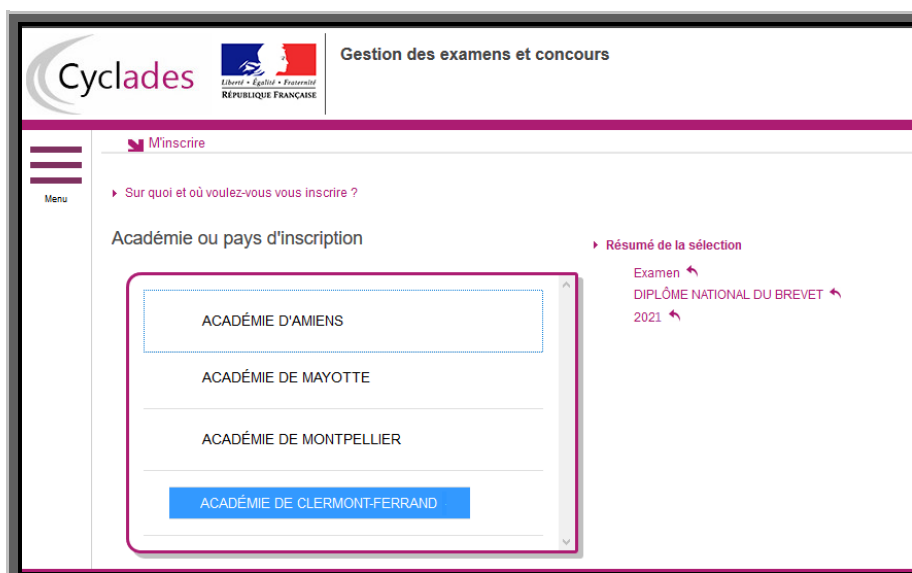 Cyclades
Liberté • Égalité • Fraternité
RÉPUBLIQUE FRANÇAISE
Gestion des examens et concours
M'inscrire
Menu
Sur quoi et où voulez-vous vous inscrire ?
Académie ou pays d'inscription
ACADÉMIE D'AMIENS
ACADÉMIE DE MAYOTTE
ACADÉMIE DE MONTPELLIER
ACADÉMIE DE CLERMONT-FERRAND
Résumé de la sélection
Examen
DIPLÔME NATIONAL DU BREVET
2021